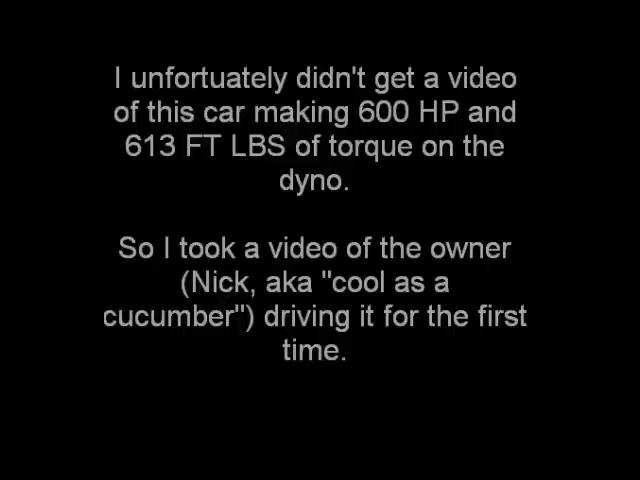 I unfortuately didn't get a video
of this car making 600 HP and
613 FT LBS of torque on the
dyno.
So I took a video of the owner
(Nick, aka "cool as a
cucumber") driving it for the first
time.